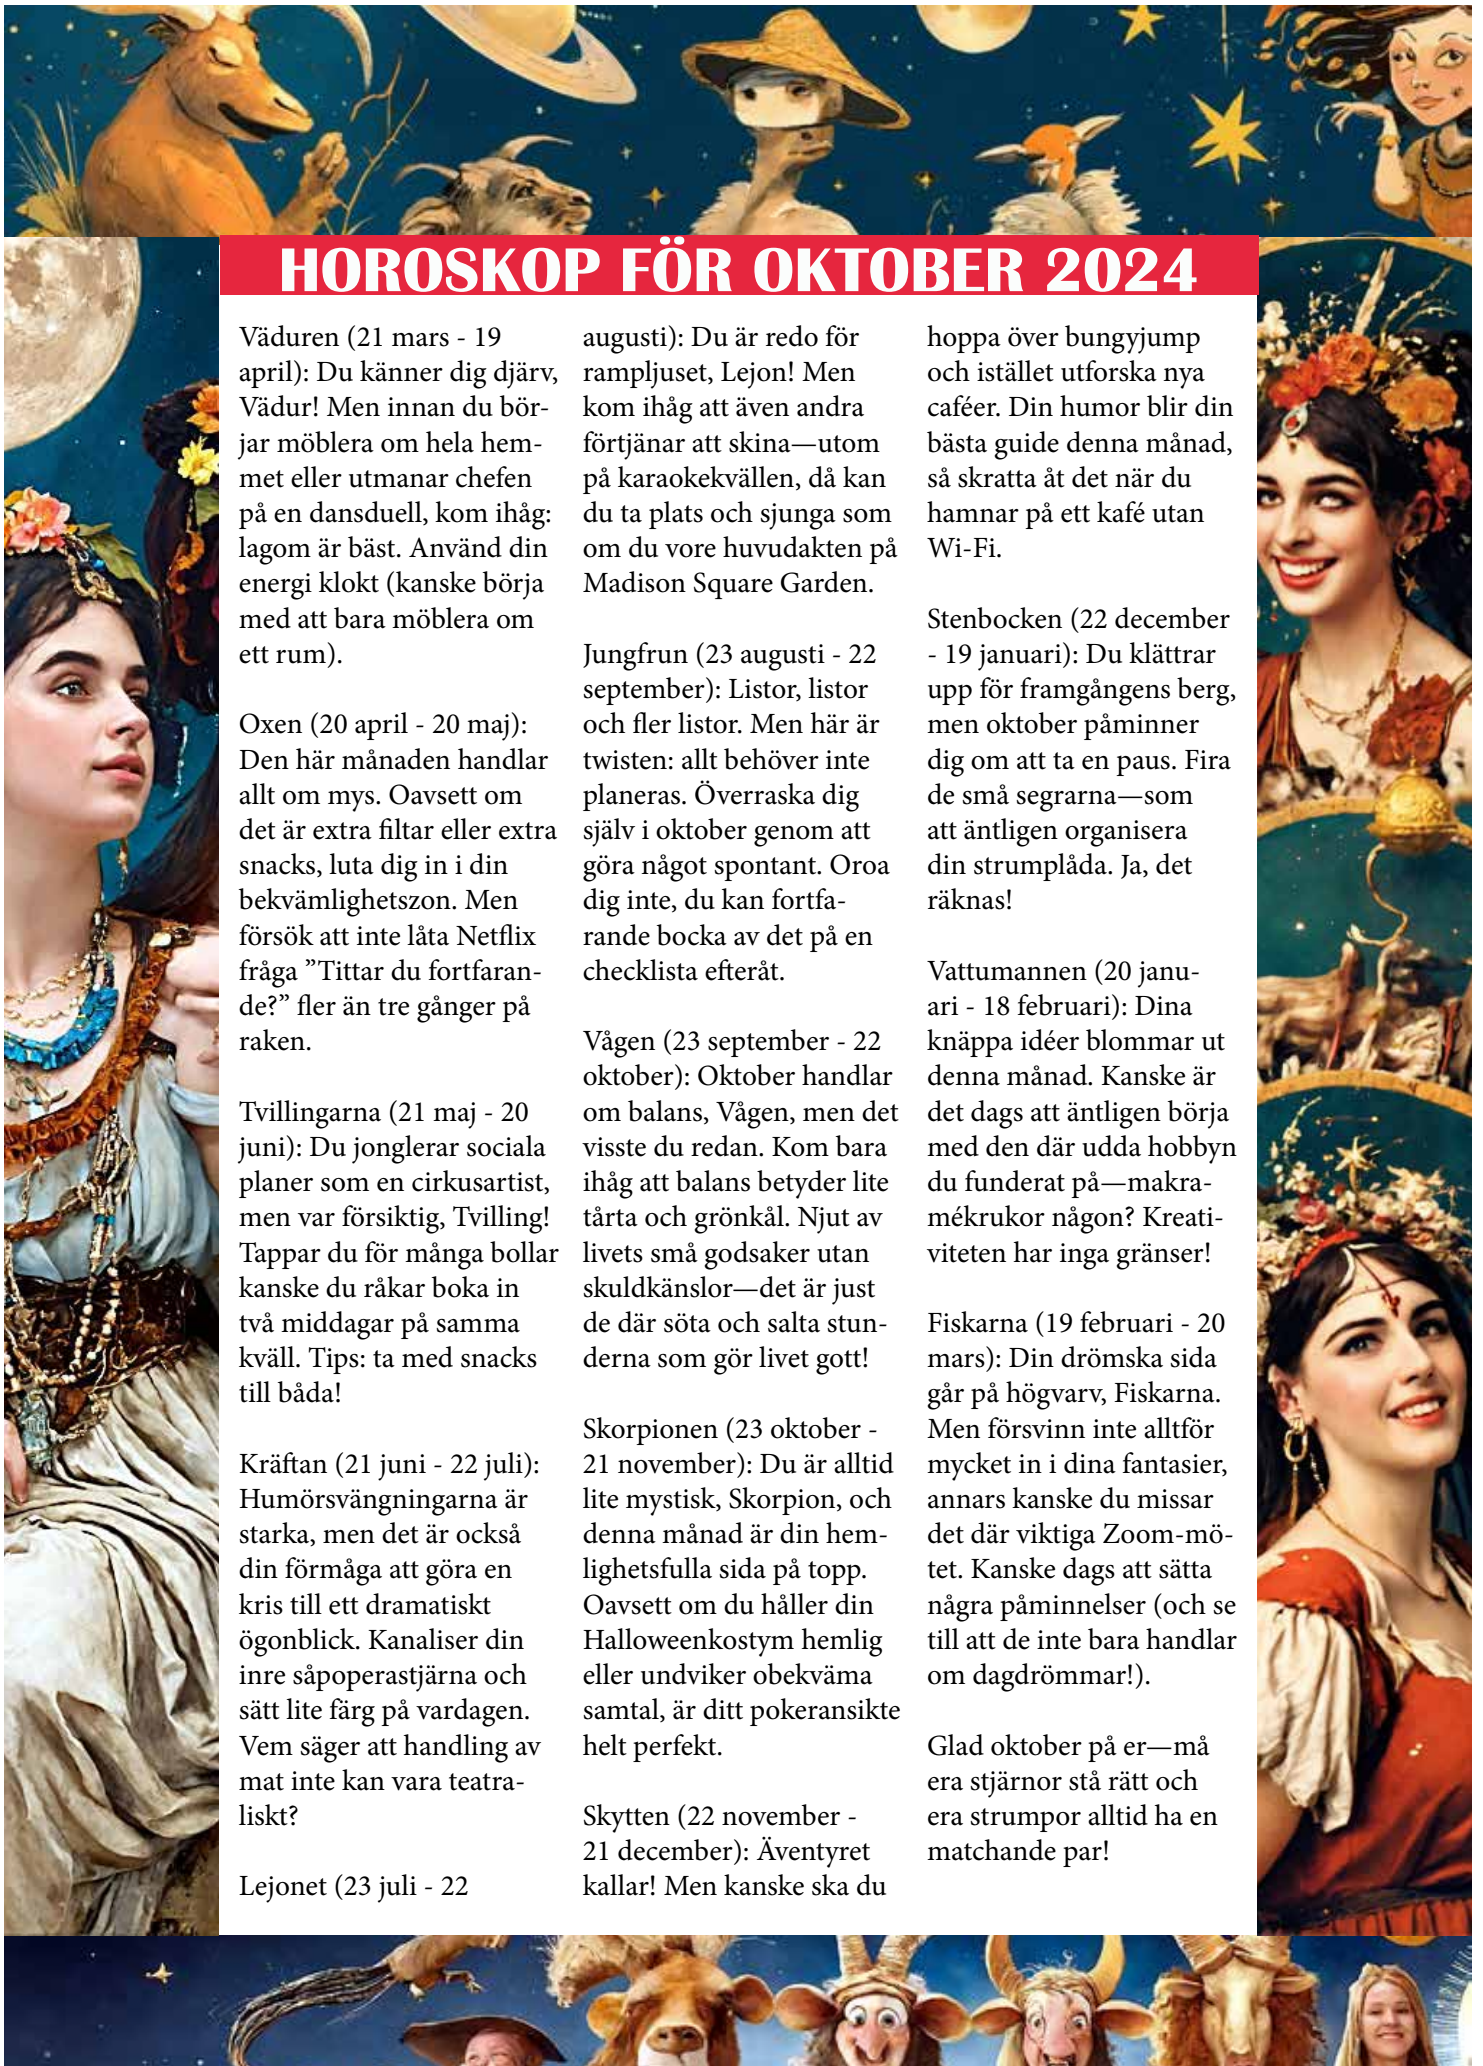 HOROSKOP FÖR OKTOBER 2024
Väduren (21 mars - 19
april): Du känner dig djärv,
Vädur! Men innan du bör-
jar möblera om hela hem-
met eller utmanar chefen
på en dansduell, kom ihåg:
lagom är bäst. Använd din
energi klokt (kanske börja
med att bara möblera om
ett rum).
Oxen (20 april - 20 maj):
Den här månaden handlar
allt om mys. Oavsett om
det är extra filtar eller extra
snacks, luta dig in i din
bekvämlighetszon. Men
försök att inte låta Netflix
fråga ”Tittar du fortfaran-
de?” fler än tre gånger på
raken.
Tvillingarna (21 maj - 20
juni): Du jonglerar sociala
planer som en cirkusartist,
men var försiktig, Tvilling!
Tappar du för många bollar
kanske du råkar boka in
två middagar på samma
kväll. Tips: ta med snacks
till båda!
Kräftan (21 juni - 22 juli):
Humörsvängningarna är
starka, men det är också
din förmåga att göra en
kris till ett dramatiskt
ögonblick. Kanaliser din
inre såpoperastjärna och
sätt lite färg på vardagen.
Vem säger att handling av
mat inte kan vara teatra-
liskt?
Lejonet (23 juli - 22
augusti): Du är redo för
rampljuset, Lejon! Men
kom ihåg att även andra
förtjänar att skina—utom
på karaokekvällen, då kan
du ta plats och sjunga som
om du vore huvudakten på
Madison Square Garden.
Jungfrun (23 augusti - 22
september): Listor, listor
och fler listor. Men här är
twisten: allt behöver inte
planeras. Överraska dig
själv i oktober genom att
göra något spontant. Oroa
dig inte, du kan fortfa-
rande bocka av det på en
checklista efteråt.
Vågen (23 september - 22
oktober): Oktober handlar
om balans, Vågen, men det
visste du redan. Kom bara
ihåg att balans betyder lite
tårta och grönkål. Njut av
livets små godsaker utan
skuldkänslor—det är just
de där söta och salta stun-
derna som gör livet gott!
Skorpionen (23 oktober -
21 november): Du är alltid
lite mystisk, Skorpion, och
denna månad är din hem-
lighetsfulla sida på topp.
Oavsett om du håller din
Halloweenkostym hemlig
eller undviker obekväma
samtal, är ditt pokeransikte
helt perfekt.
Skytten (22 november -
21 december): Äventyret
kallar! Men kanske ska du
hoppa över bungyjump
och istället utforska nya
caféer. Din humor blir din
bästa guide denna månad,
så skratta åt det när du
hamnar på ett kafé utan
Wi-Fi.
Stenbocken (22 december
- 19 januari): Du klättrar
upp för framgångens berg,
men oktober påminner
dig om att ta en paus. Fira
de små segrarna—som
att äntligen organisera
din strumplåda. Ja, det
räknas!
Vattumannen (20 janu-
ari - 18 februari): Dina
knäppa idéer blommar ut
denna månad. Kanske är
det dags att äntligen börja
med den där udda hobbyn
du funderat på—makra-
mékrukor någon? Kreati-
viteten har inga gränser!
Fiskarna (19 februari - 20
mars): Din drömska sida
går på högvarv, Fiskarna.
Men försvinn inte alltför
mycket in i dina fantasier,
annars kanske du missar
det där viktiga Zoom-mö-
tet. Kanske dags att sätta
några påminnelser (och se
till att de inte bara handlar
om dagdrömmar!).
Glad oktober på er—må
era stjärnor stå rätt och
era strumpor alltid ha en
matchande par!